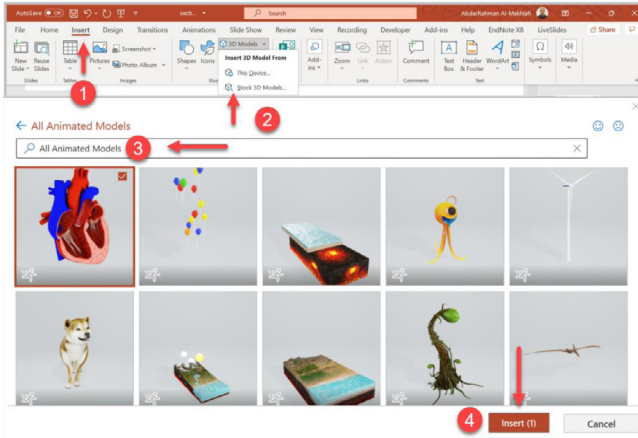 AutoSave Off secti... Search AbdarRahman Al-Mekhlafi
File Home Insert Design Transitions Animations Slide Show Review View Recording Developer Add-ins Help EndNote X8 LiveSlides Share
3D Models
Screenshot
Photo Album
New Slide Reuse Slides Table Pictures Shapes Icons Add-ins Zoom Link Action Comment Text Box Header & Footer WordArt Symbols Media
Slides Tables Images Links Comments Text
Insert 3D Model From
This Device...
Stock 3D Models...
1
2
All Animated Models
All Animated Models 3
4 Insert (1) Cancel